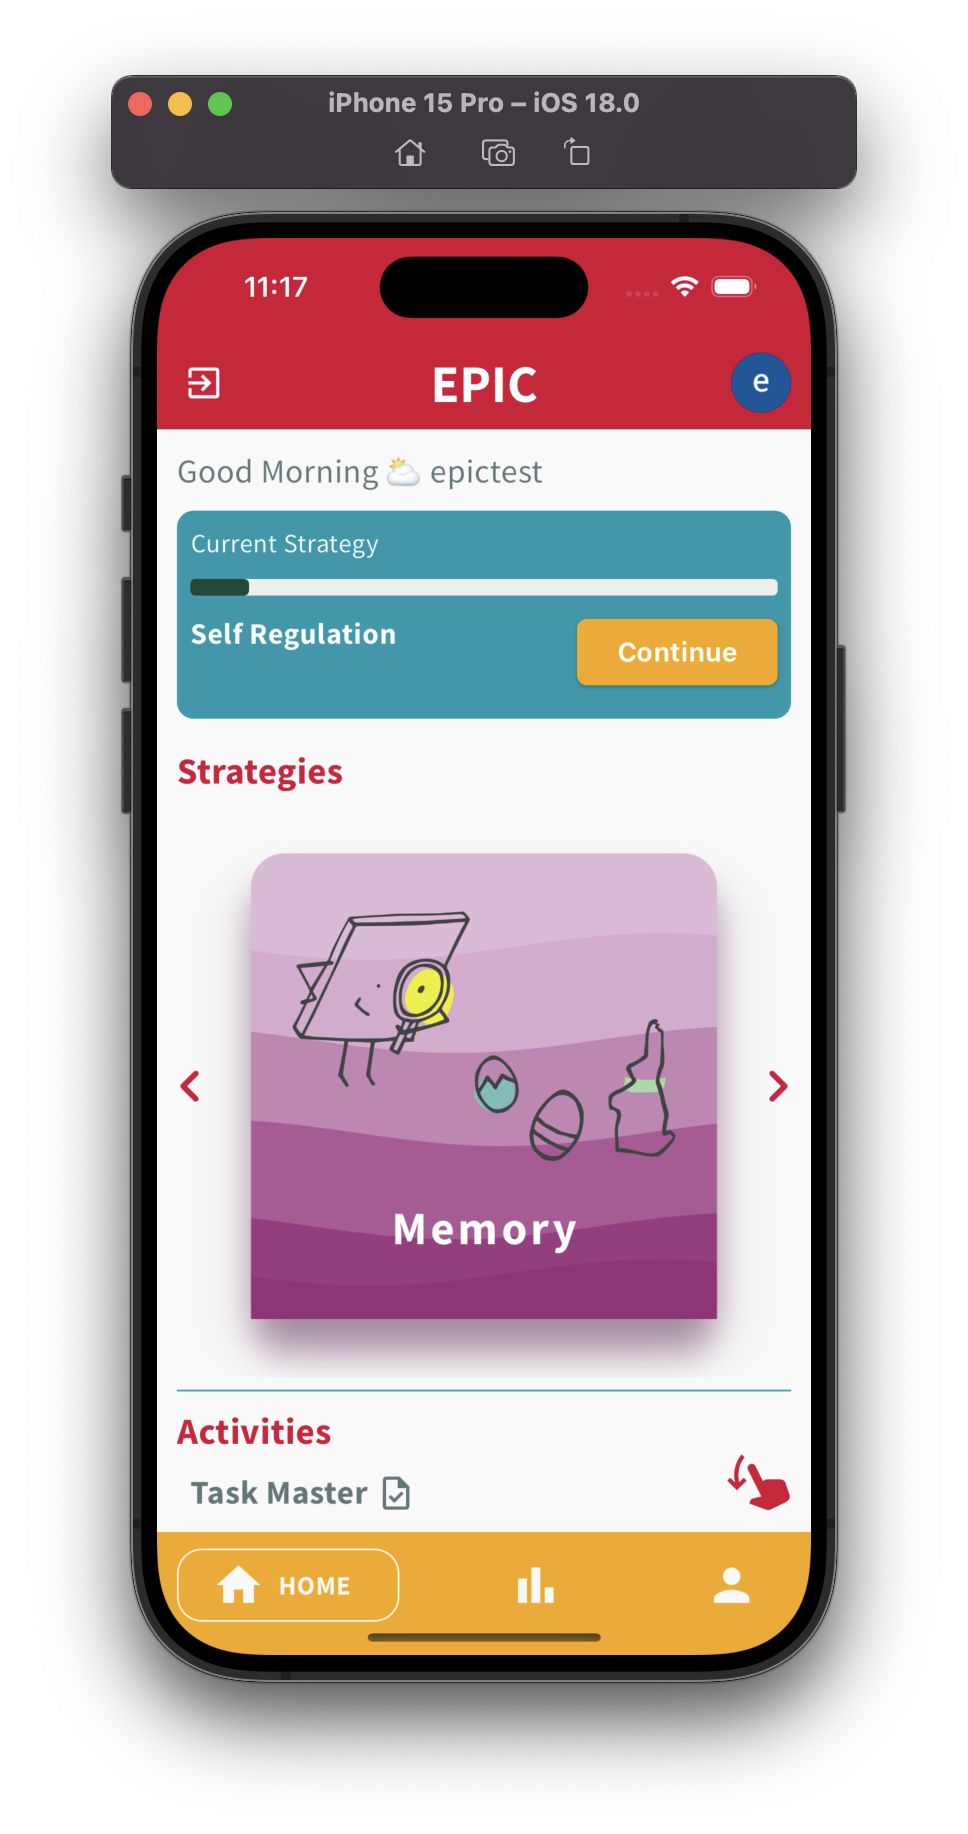 iPhone 15 Pro – iOS 18.0
11:17
EPIC
e
Good Morning 🌥️ epictest
Current Strategy
Self Regulation
Continue
Strategies
Memory
Activities
Task Master
HOME